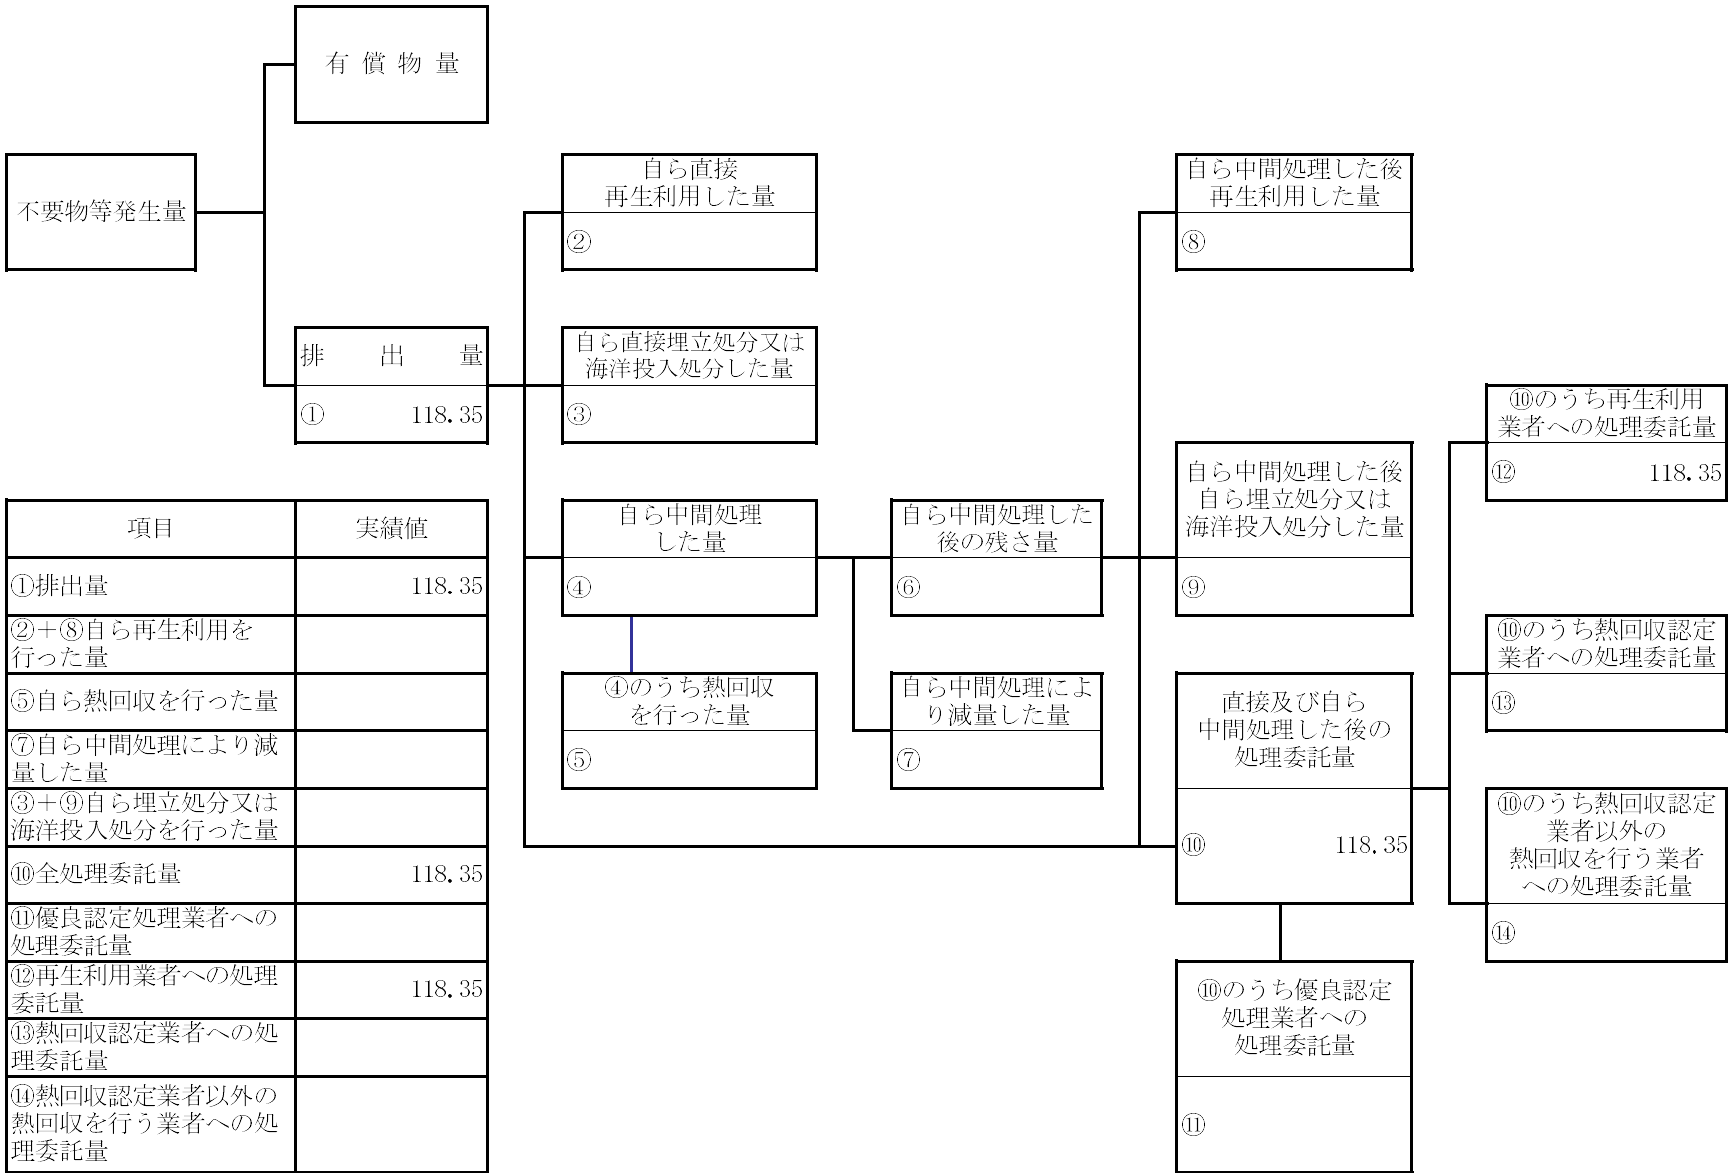 有償物量
不要物等発生量
排出量
① 118.35
自ら直接
再生利用した量
②
自ら直接埋立処分又は
海洋投入処分した量
③
自ら中間処理
した量
④
④のうち熱回収
を行った量
⑤
自ら中間処理した
後の残さ量
⑥
自ら中間処理によ
り減量した量
⑦
自ら中間処理した後
再生利用した量
⑧
自ら中間処理した後
自ら埋立処分又は
海洋投入処分した量
⑨
直接及び自ら
中間処理した後の
処理委託量
⑩ 118.35
⑩のうち優良認定
処理業者への
処理委託量
⑪
⑩のうち再生利用
業者への処理委託量
⑫ 118.35
⑩のうち熱回収認定
業者への処理委託量
⑬
⑩のうち熱回収認定
業者以外の
熱回収を行う業者
への処理委託量
⑭
項目 実績値
①排出量 118.35
②＋⑧自ら再生利用を
行った量
⑤自ら熱回収を行った量
⑦自ら中間処理により減
量した量
③＋⑨自ら埋立処分又は
海洋投入処分を行った量
⑩全処理委託量 118.35
⑪優良認定処理業者への
処理委託量
⑫再生利用業者への処理
委託量 118.35
⑬熱回収認定業者への処
理委託量
⑭熱回収認定業者以外の
熱回収を行う業者への処
理委託量